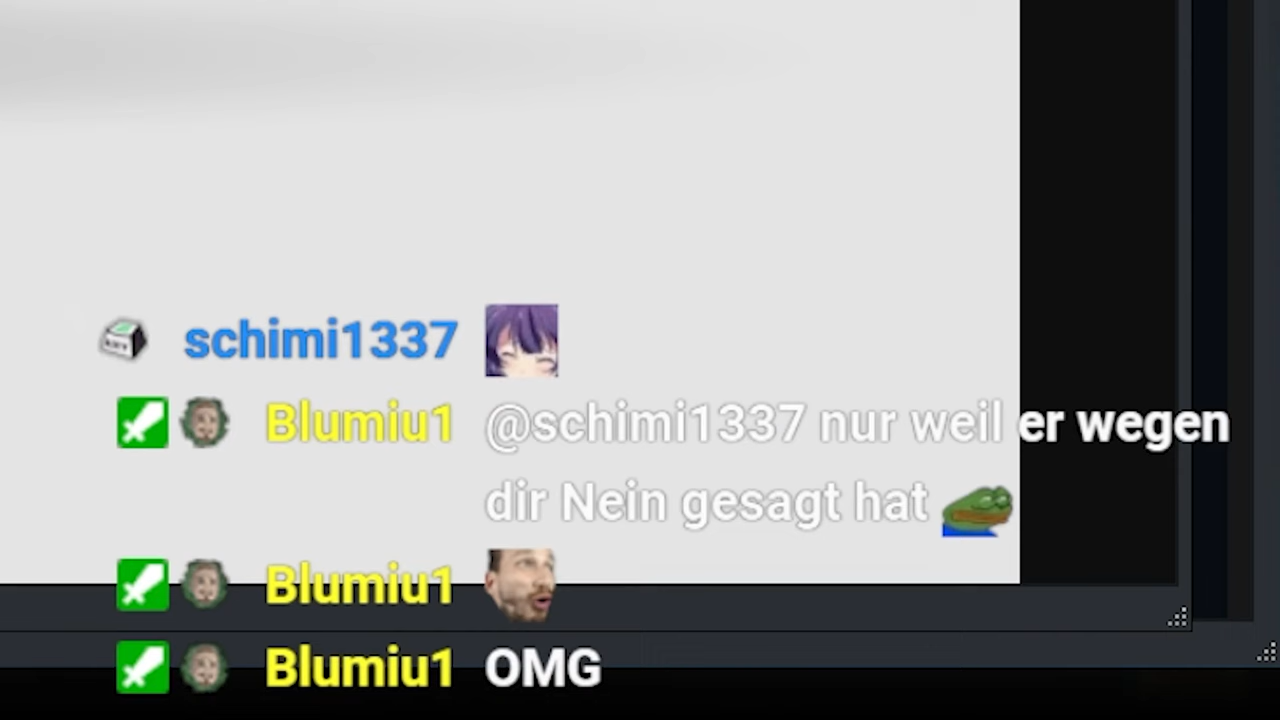 schimi1337
Blumiu1 @schimi1337 nur weil er wegen
dir Nein gesagt hat
Blumiu1
Blumiu1 OMG